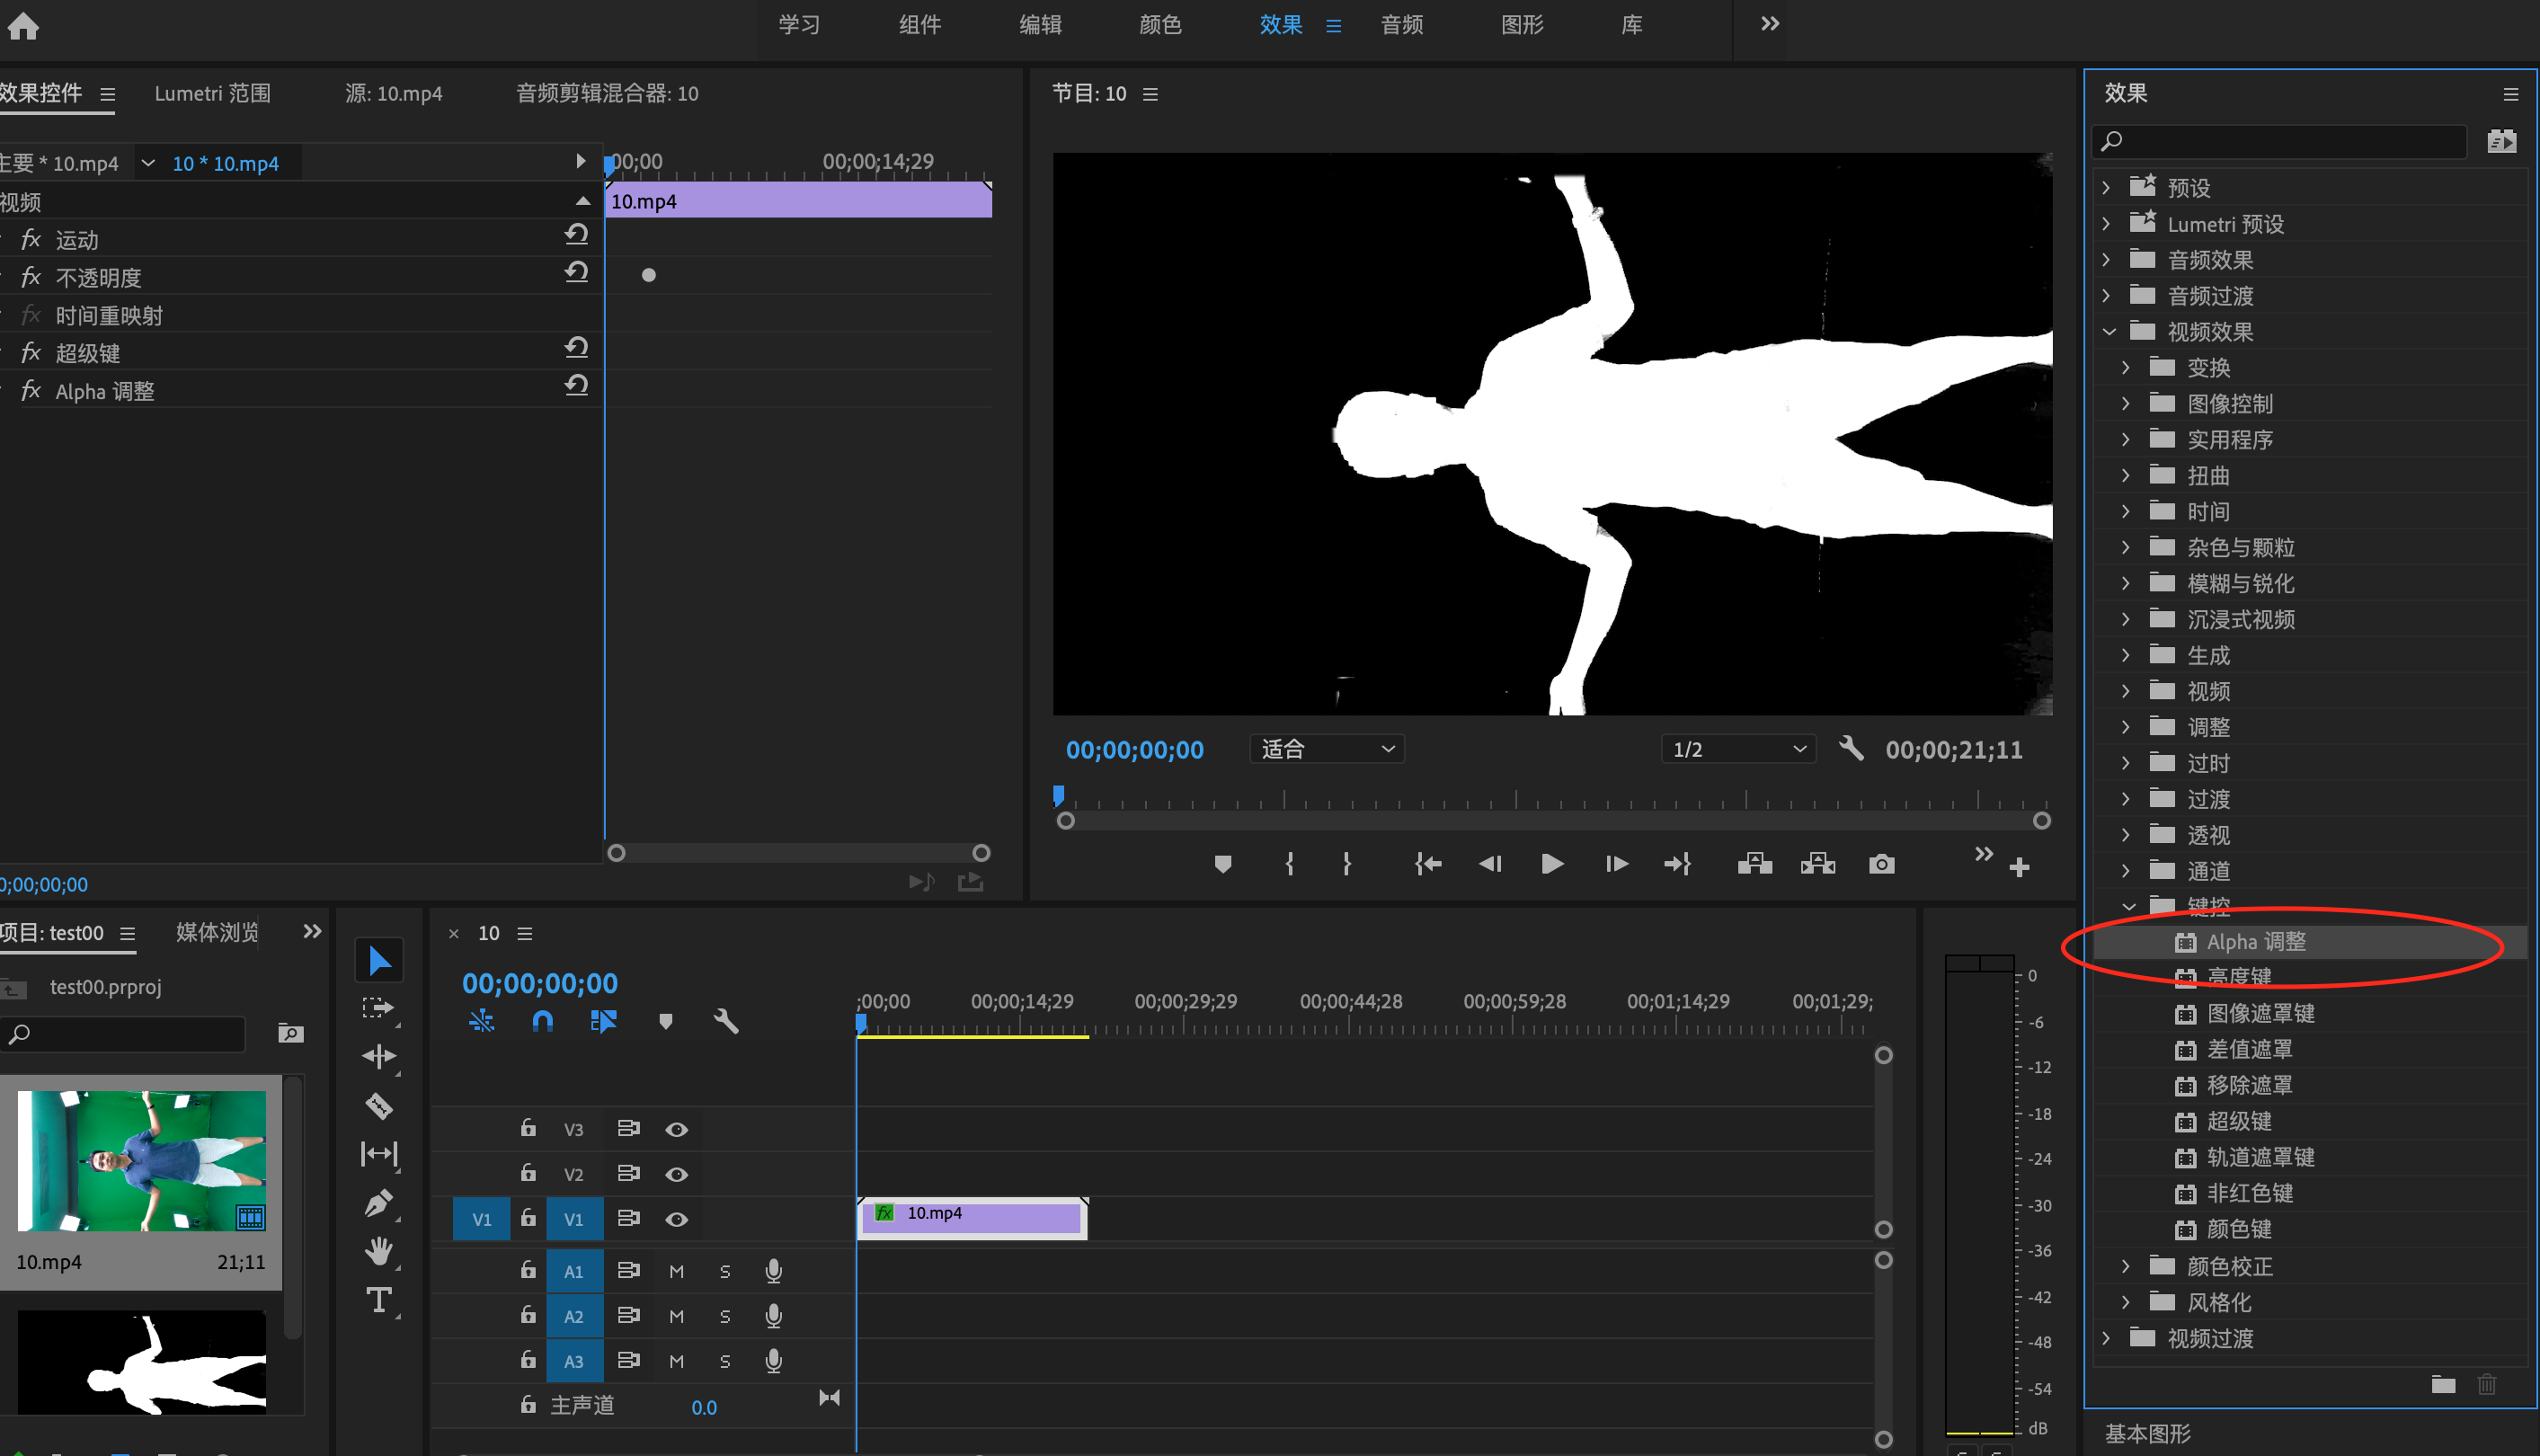 学习 组件 编辑 颜色 效果 音频 图形 库
效果控件 Lumetri 范围 源: 10.mp4 音频剪辑混合器: 10
主要 * 10.mp4 10 * 10.mp4
00;00 00;00;14;29
视频
10.mp4
fx 运动
fx 不透明度
fx 时间重映射
fx 超级键
fx Alpha 调整
0;00;00;00
节目: 10
00;00;00;00 适合 1/2 00;00;21;11
效果
预设
Lumetri 预设
音频效果
音频过渡
视频效果
变换
图像控制
实用程序
扭曲
时间
杂色与颗粒
模糊与锐化
沉浸式视频
生成
视频
调整
过时
过渡
透视
通道
键控
Alpha 调整
亮度键
图像遮罩键
差值遮罩
移除遮罩
超级键
轨道遮罩键
非红色键
颜色键
颜色校正
风格化
视频过渡
基本图形
项目: test00 媒体浏览
test00.prproj
10.mp4 21;11
× 10
00;00;00;00
;00;00 00;00;14;29 00;00;29;29 00;00;44;28 00;00;59;28 00;01;14;29 00;01;29;
V3
V2
V1 V1 fx 10.mp4
A1 M S
A2 M S
A3 M S
主声道 0.0
0
-6
-12
-18
-24
-30
-36
-42
-48
-54
dB